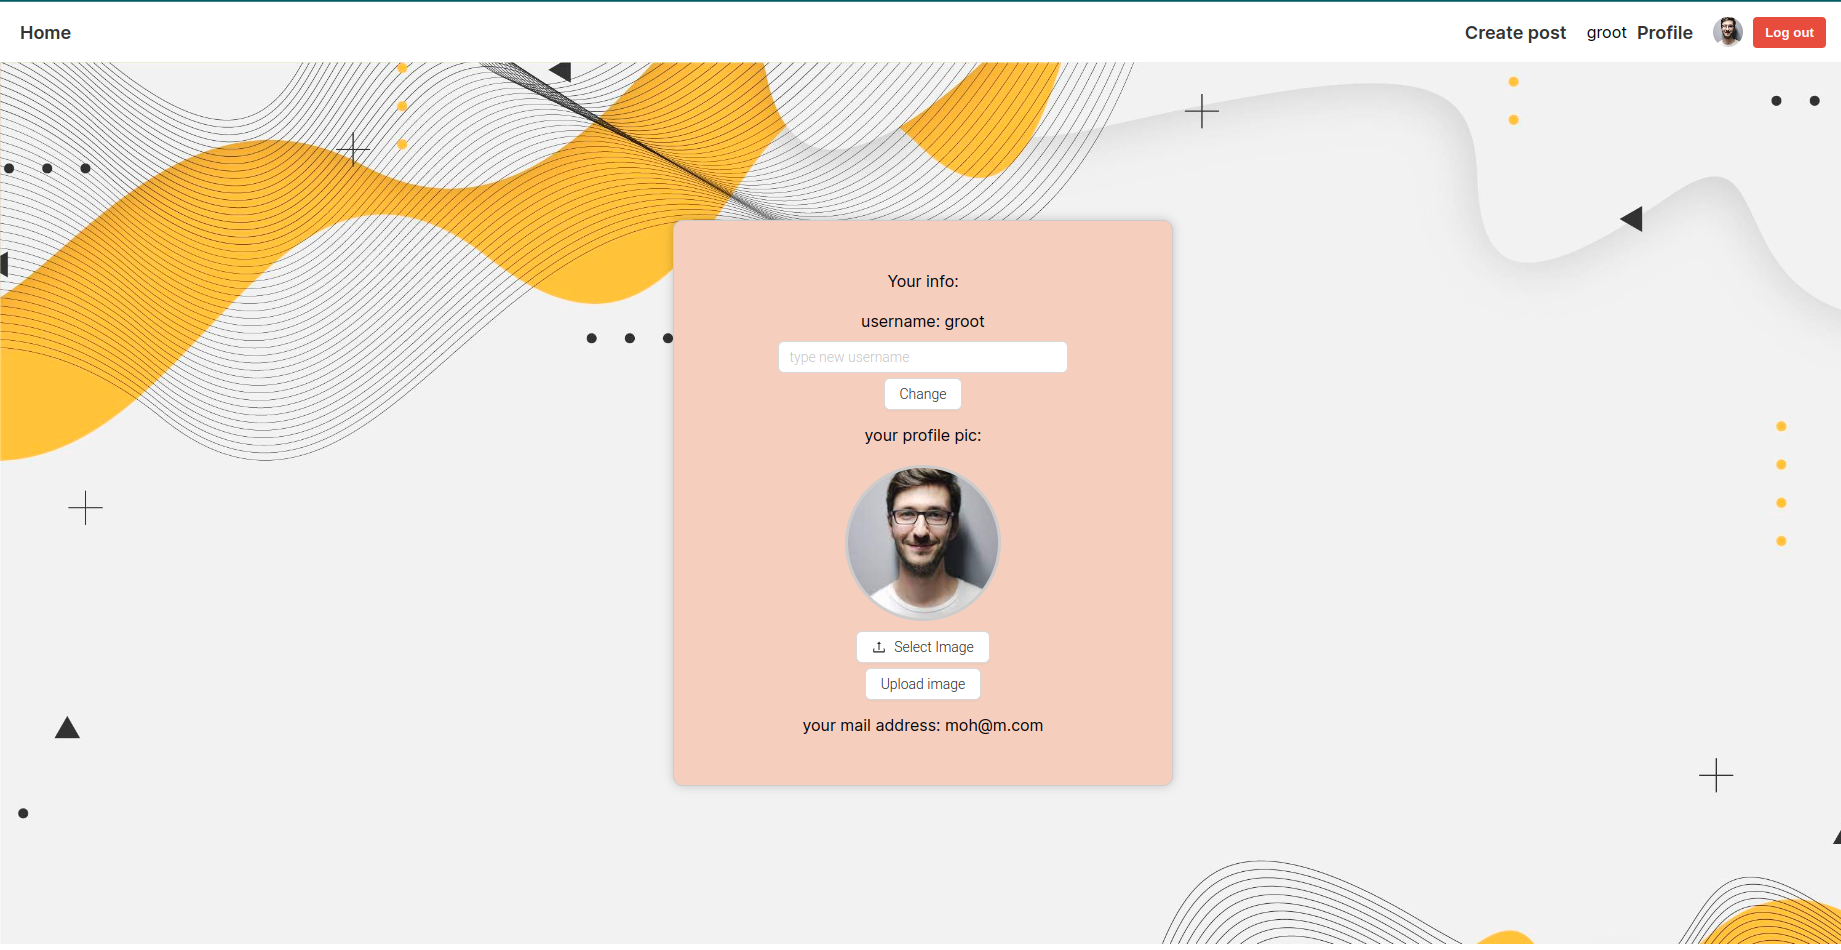 Home
Create post groot Profile Log out
Your info:
username: groot
type new username
Change
your profile pic:
Select Image
Upload image
your mail address: moh@m.com